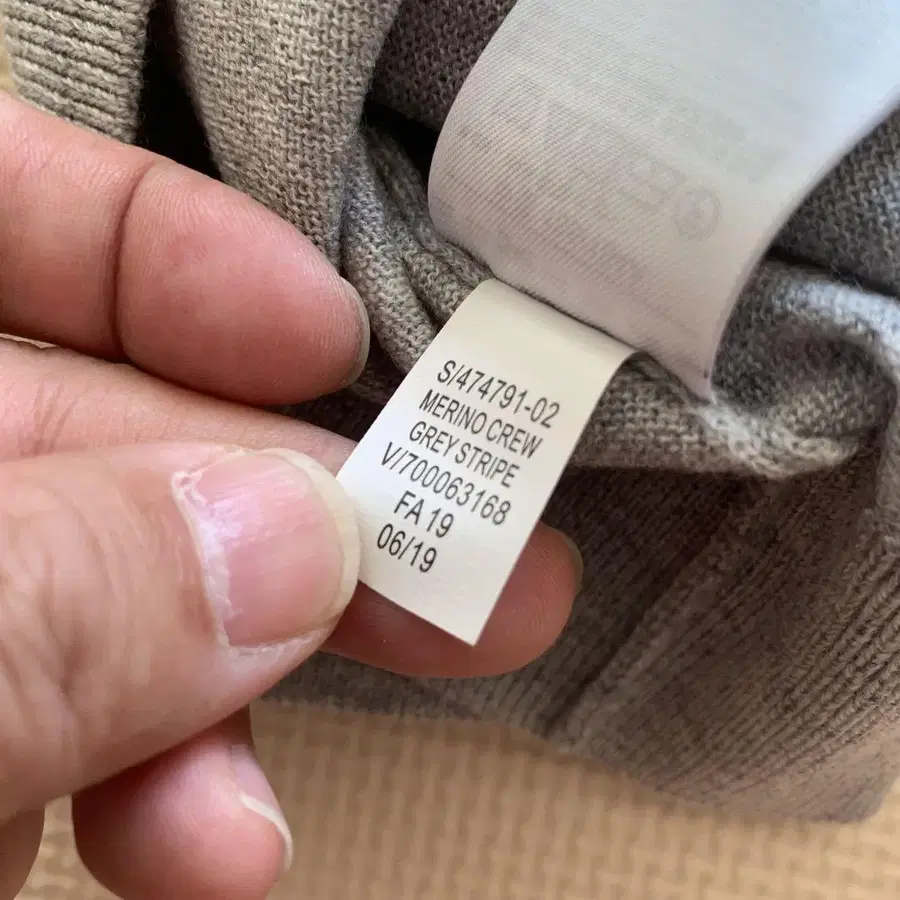 S/474791-02
MERINO CREW
GREY STRIPE
V/700063168
FA 19
06/19